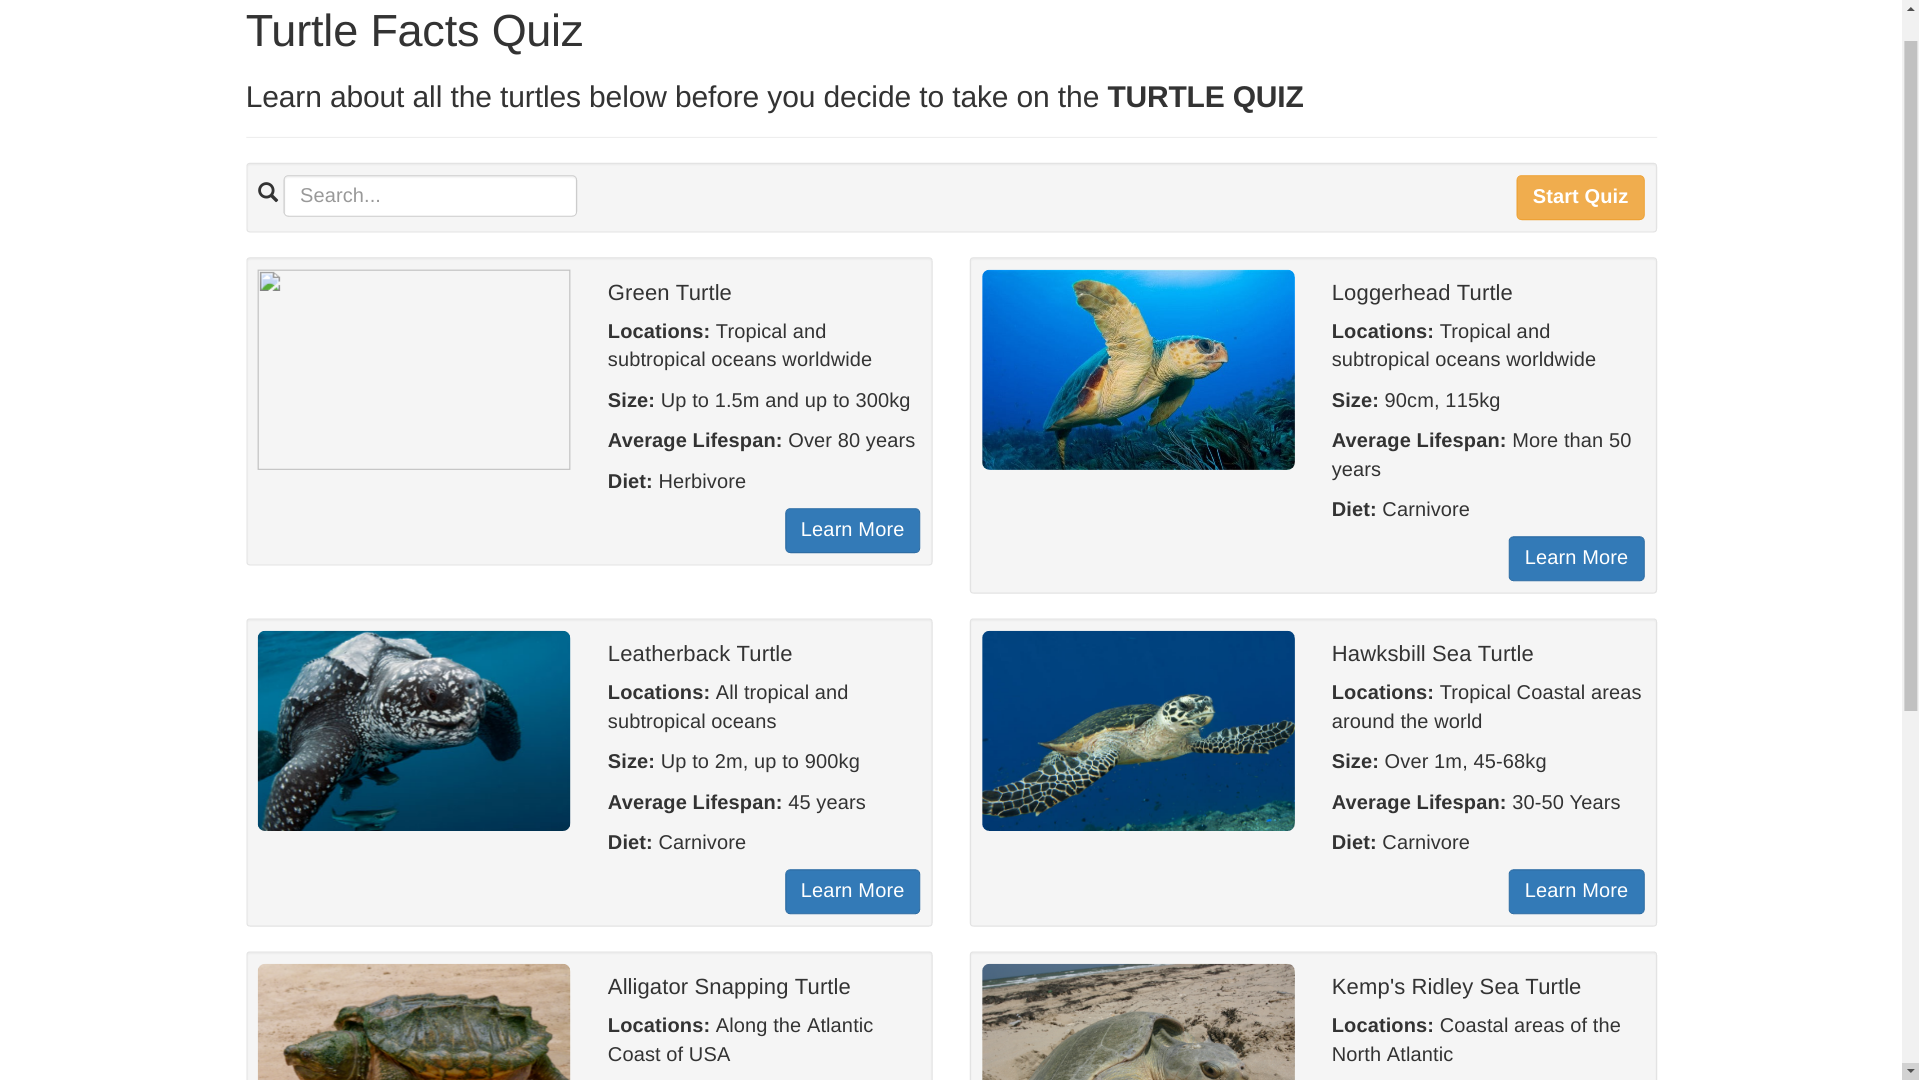 Turtle Facts Quiz
Learn about all the turtles below before you decide to take on the TURTLE QUIZ
Search...
Start Quiz
Green Turtle
Locations: Tropical and
subtropical oceans worldwide
Size: Up to 1.5m and up to 300kg
Average Lifespan: Over 80 years
Diet: Herbivore
Learn More
Loggerhead Turtle
Locations: Tropical and
subtropical oceans worldwide
Size: 90cm, 115kg
Average Lifespan: More than 50
years
Diet: Carnivore
Learn More
Leatherback Turtle
Locations: All tropical and
subtropical oceans
Size: Up to 2m, up to 900kg
Average Lifespan: 45 years
Diet: Carnivore
Learn More
Hawksbill Sea Turtle
Locations: Tropical Coastal areas
around the world
Size: Over 1m, 45-68kg
Average Lifespan: 30-50 Years
Diet: Carnivore
Learn More
Alligator Snapping Turtle
Locations: Along the Atlantic
Coast of USA
Kemp's Ridley Sea Turtle
Locations: Coastal areas of the
North Atlantic